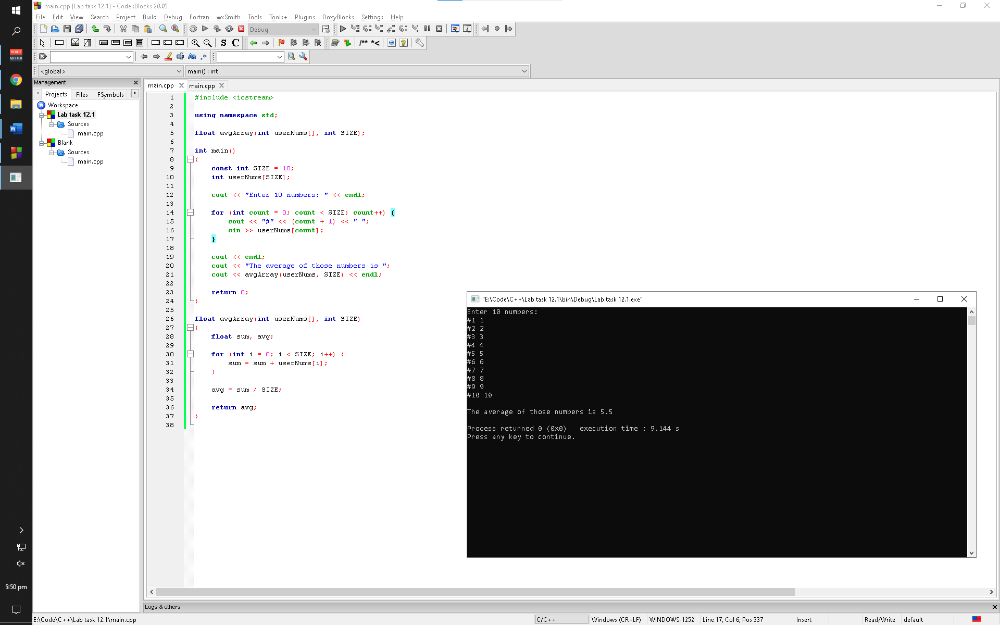 main.cpp [Lab task 12.1] - Code::Blocks 20.03
File Edit View Search Project Build Debug Fortran wxSmith Tools Tools+ Plugins DoxyBlocks Settings Help
Debug
S C /** *<
Aa .*
<global> main() : int
VOICE
MEETER
Management
Projects Files FSymbols
Workspace
Lab task 12.1
Sources
main.cpp
Blank
Sources
main.cpp
main.cpp main.cpp
1 #include <iostream>
2
3 using namespace std;
4
5 float avgArray(int userNums[], int SIZE);
6
7 int main()
8 {
9 const int SIZE = 10;
10 int userNums[SIZE];
11
12 cout << "Enter 10 numbers: " << endl;
13
14 for (int count = 0; count < SIZE; count++) {
15 cout << "#" << (count + 1) << " ";
16 cin >> userNums[count];
17 }
18
19 cout << endl;
20 cout << "The average of those numbers is ";
21 cout << avgArray(userNums, SIZE) << endl;
22
23 return 0;
24 }
25
26 float avgArray(int userNums[], int SIZE)
27 {
28 float sum, avg;
29
30 for (int i = 0; i < SIZE; i++) {
31 sum = sum + userNums[i];
32 }
33
34 avg = sum / SIZE;
35
36 return avg;
37 }
38
"E:\Code\C++\Lab task 12.1\bin\Debug\Lab task 12.1.exe"
Enter 10 numbers:
#1 1
#2 2
#3 3
#4 4
#5 5
#6 6
#7 7
#8 8
#9 9
#10 10
The average of those numbers is 5.5
Process returned 0 (0x0) execution time : 9.144 s
Press any key to continue.
5:50 pm
Logs & others
E:\Code\C++\Lab task 12.1\main.cpp C/C++ Windows (CR+LF) WINDOWS-1252 Line 17, Col 6, Pos 337 Insert Read/Write default